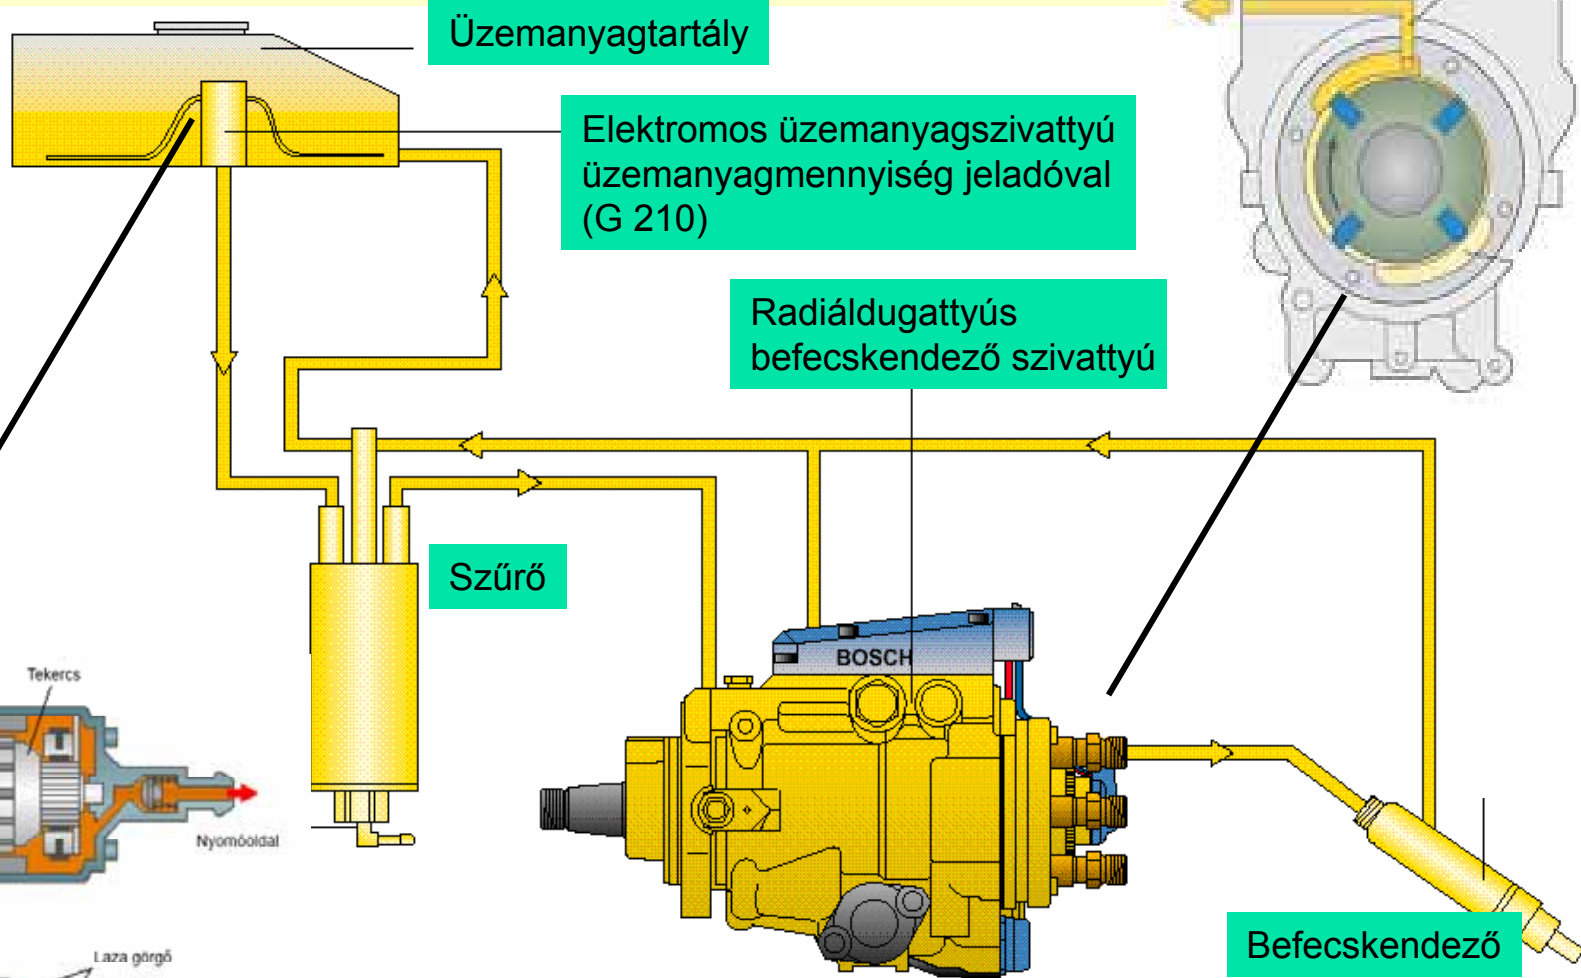 Üzemanyagtartály
Elektromos üzemanyagszivattyú
üzemanyagmennyiség jeladóval
(G 210)
Radiáldugattyús
befecskendező szivattyú
Szűrő
BOSCH
Tekercs
Nyomóoldal
Laza görgő
Befecskendező